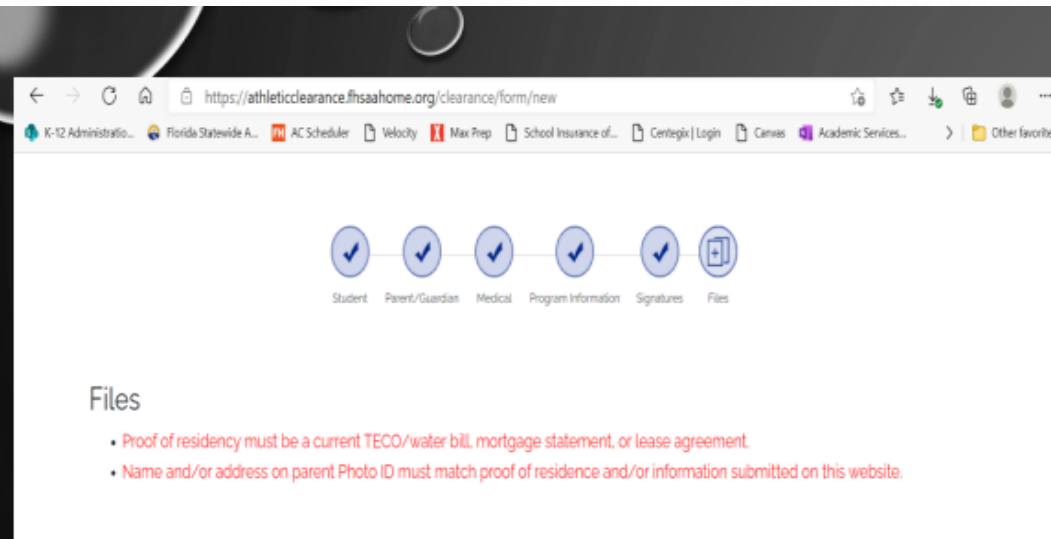 https://athleticclearance.fhsaahome.org/clearance/form/new
K-12 Administratio... Florida Statewide A... AC Scheduler Velocity Max Prep School Insurance of... Centegix | Login Canvas Academic Services... Other favorite
Student Parent/Guardian Medical Program Information Signatures Files
Files
• Proof of residency must be a current TECO/water bill, mortgage statement, or lease agreement.
• Name and/or address on parent Photo ID must match proof of residence and/or information submitted on this website.